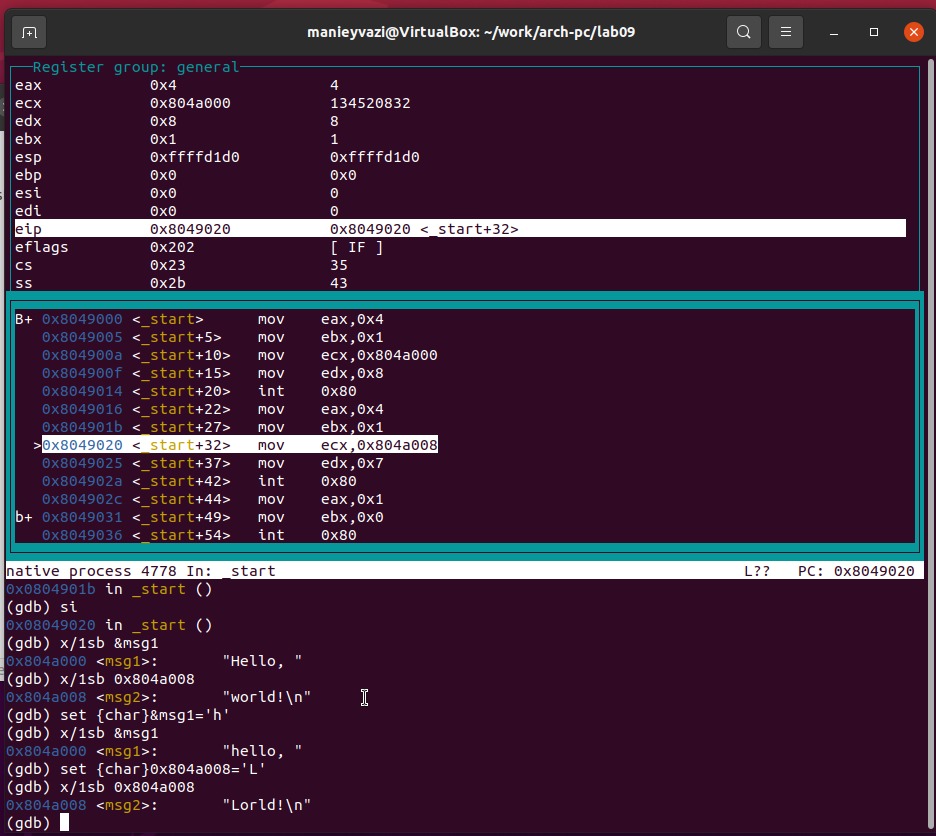 manieyvazi@VirtualBox: ~/work/arch-pc/lab09
Register group: general
eax 0x4 4
ecx 0x804a000 134520832
edx 0x8 8
ebx 0x1 1
esp 0xffffd1d0 0xffffd1d0
ebp 0x0 0x0
esi 0x0 0
edi 0x0 0
eip 0x8049020 0x8049020 <_start+32>
eflags 0x202 [ IF ]
cs 0x23 35
ss 0x2b 43
B+ 0x8049000 <_start> mov eax,0x4
0x8049005 <_start+5> mov ebx,0x1
0x804900a <_start+10> mov ecx,0x804a000
0x804900f <_start+15> mov edx,0x8
0x8049014 <_start+20> int 0x80
0x8049016 <_start+22> mov eax,0x4
0x804901b <_start+27> mov ebx,0x1
>0x8049020 <_start+32> mov ecx,0x804a008
0x8049025 <_start+37> mov edx,0x7
0x804902a <_start+42> int 0x80
0x804902c <_start+44> mov eax,0x1
b+ 0x8049031 <_start+49> mov ebx,0x0
0x8049036 <_start+54> int 0x80
native process 4778 In: _start L?? PC: 0x8049020
0x0804901b in _start ()
(gdb) si
0x08049020 in _start ()
(gdb) x/1sb &msg1
0x804a000 <msg1>: "Hello, "
(gdb) x/1sb 0x804a008
0x804a008 <msg2>: "world!\n"
(gdb) set {char}&msg1='h'
(gdb) x/1sb &msg1
0x804a000 <msg1>: "hello, "
(gdb) set {char}0x804a008='L'
(gdb) x/1sb 0x804a008
0x804a008 <msg2>: "Lorld!\n"
(gdb)